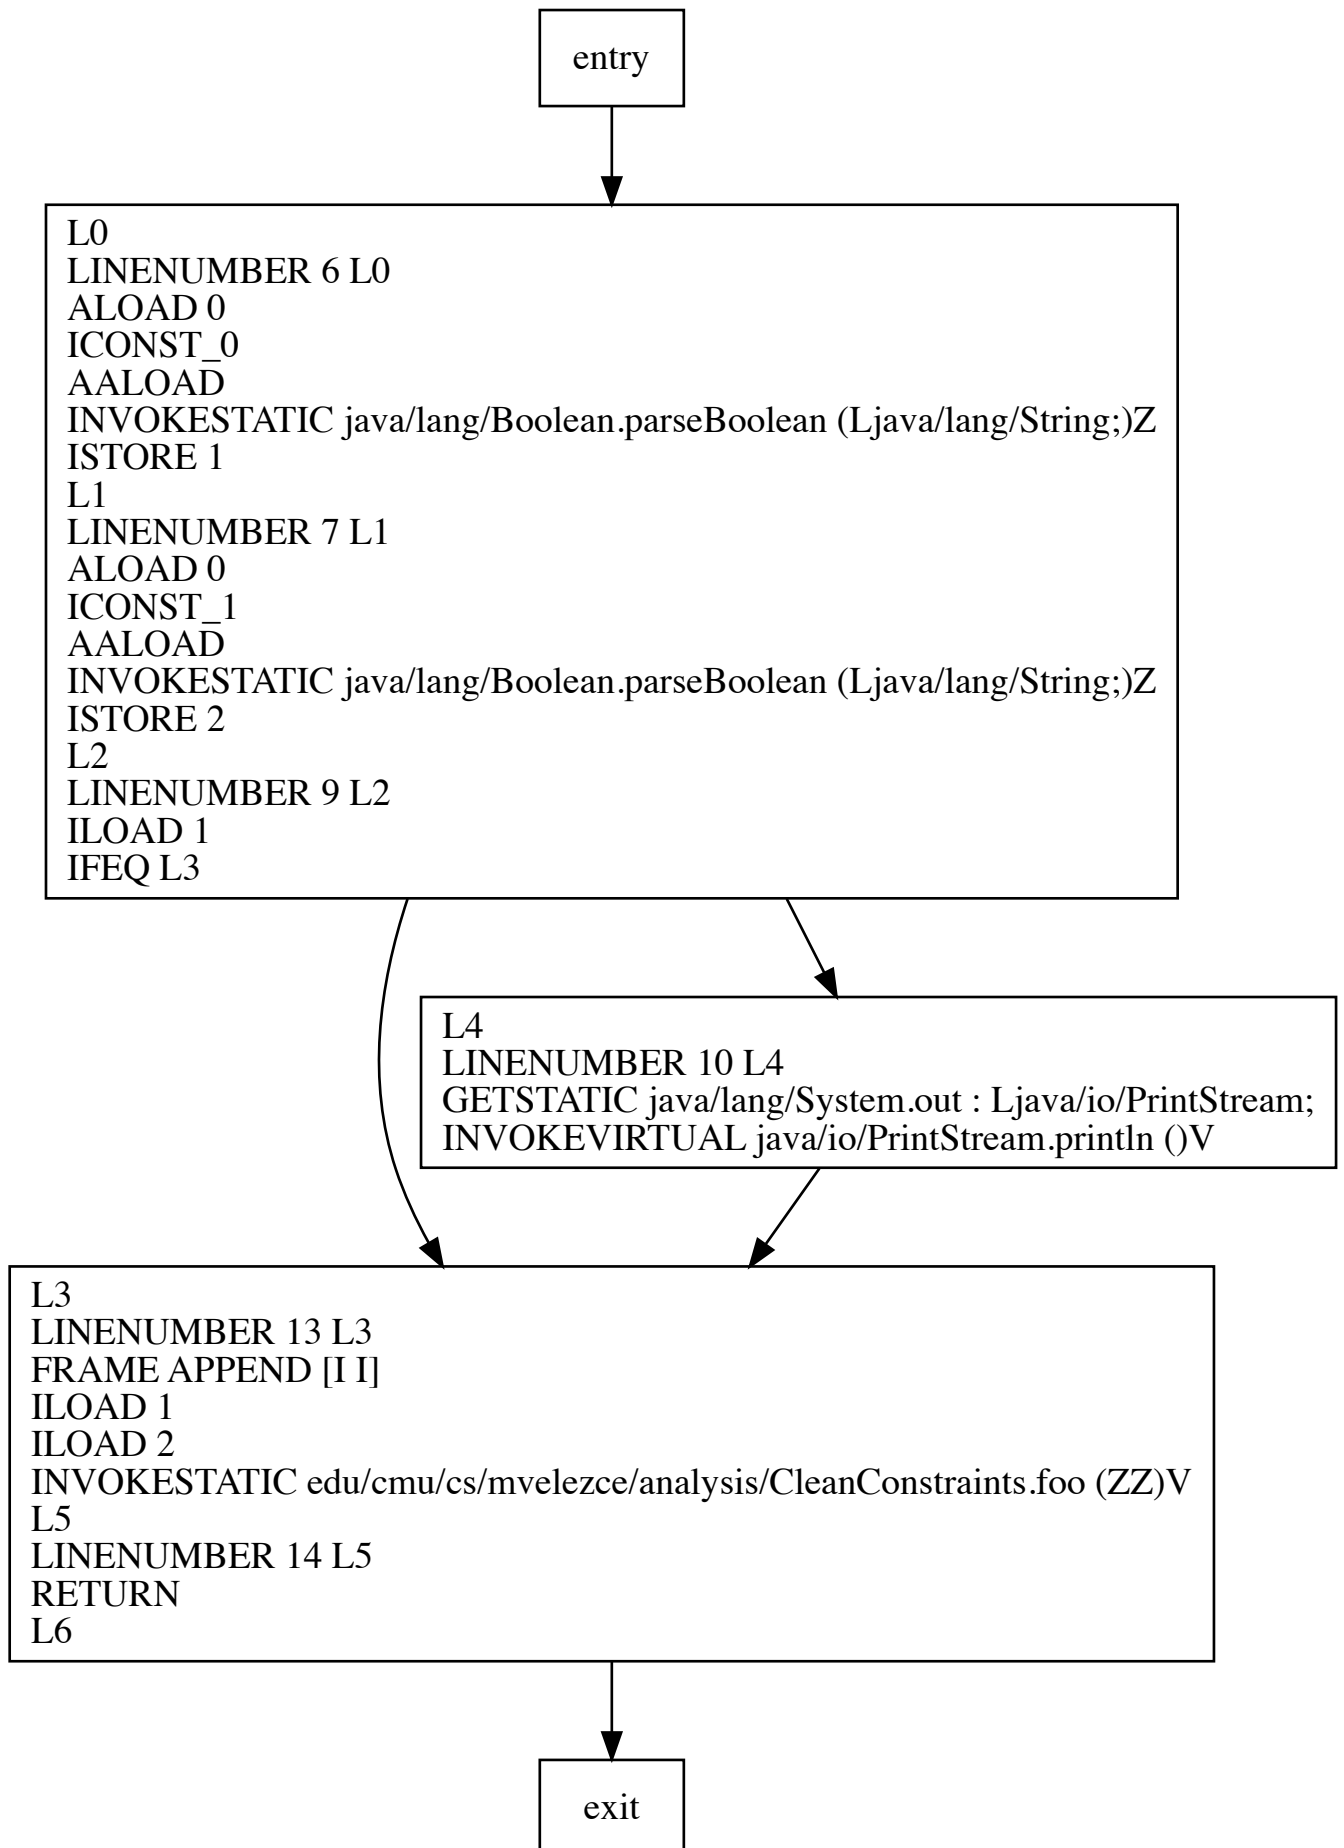 entry
L0
LINENUMBER 6 L0
ALOAD 0
ICONST_0
AALOAD
INVOKESTATIC java/lang/Boolean.parseBoolean (Ljava/lang/String;)Z
ISTORE 1
L1
LINENUMBER 7 L1
ALOAD 0
ICONST_1
AALOAD
INVOKESTATIC java/lang/Boolean.parseBoolean (Ljava/lang/String;)Z
ISTORE 2
L2
LINENUMBER 9 L2
ILOAD 1
IFEQ L3
L4
LINENUMBER 10 L4
GETSTATIC java/lang/System.out : Ljava/io/PrintStream;
INVOKEVIRTUAL java/io/PrintStream.println ()V
L3
LINENUMBER 13 L3
FRAME APPEND [I I]
ILOAD 1
ILOAD 2
INVOKESTATIC edu/cmu/cs/mvelezce/analysis/CleanConstraints.foo (ZZ)V
L5
LINENUMBER 14 L5
RETURN
L6
exit